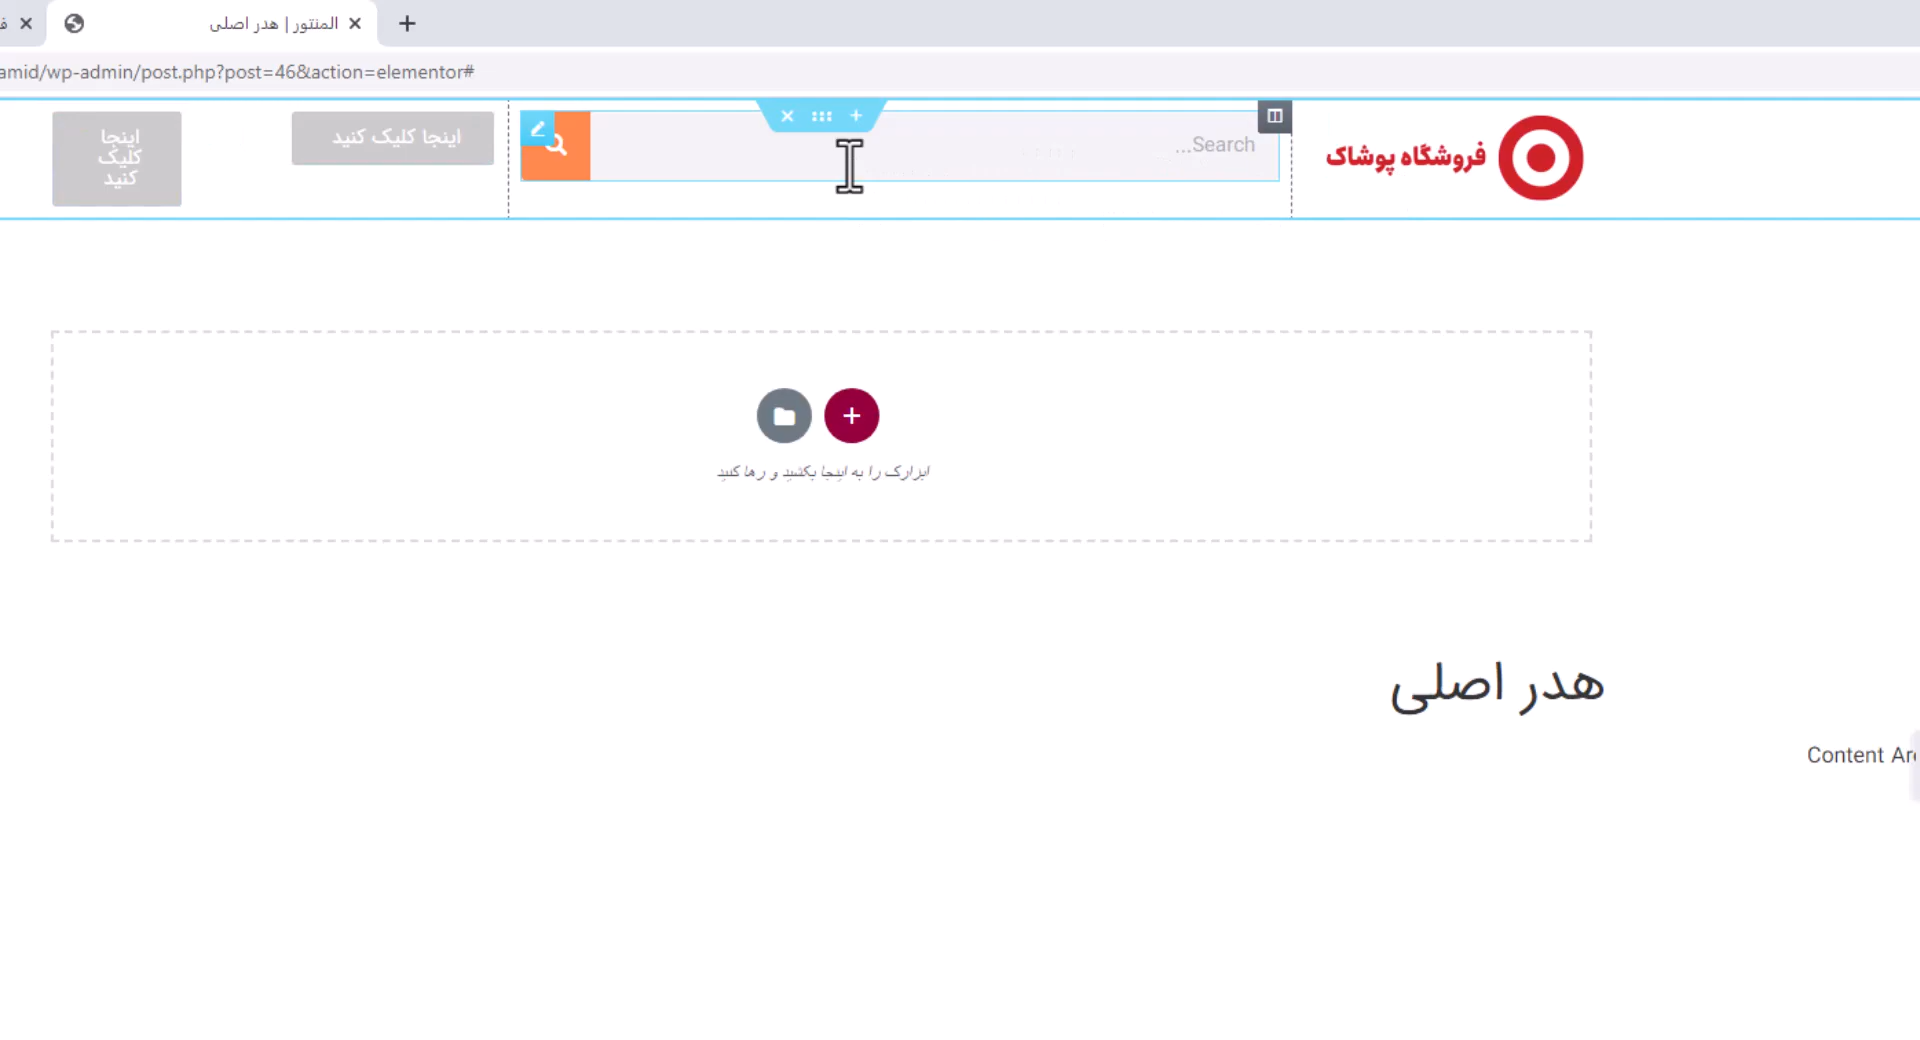 المنتور | هدر اصلی
amid/wp-admin/post.php?post=46&action=elementor#
فروشگاه پوشاک
Search...
اینجا کلیک کنید
اینجا
کلیک
کنید
ابزارک را به اینجا بکشید و رها کنید
هدر اصلی
Content Ar